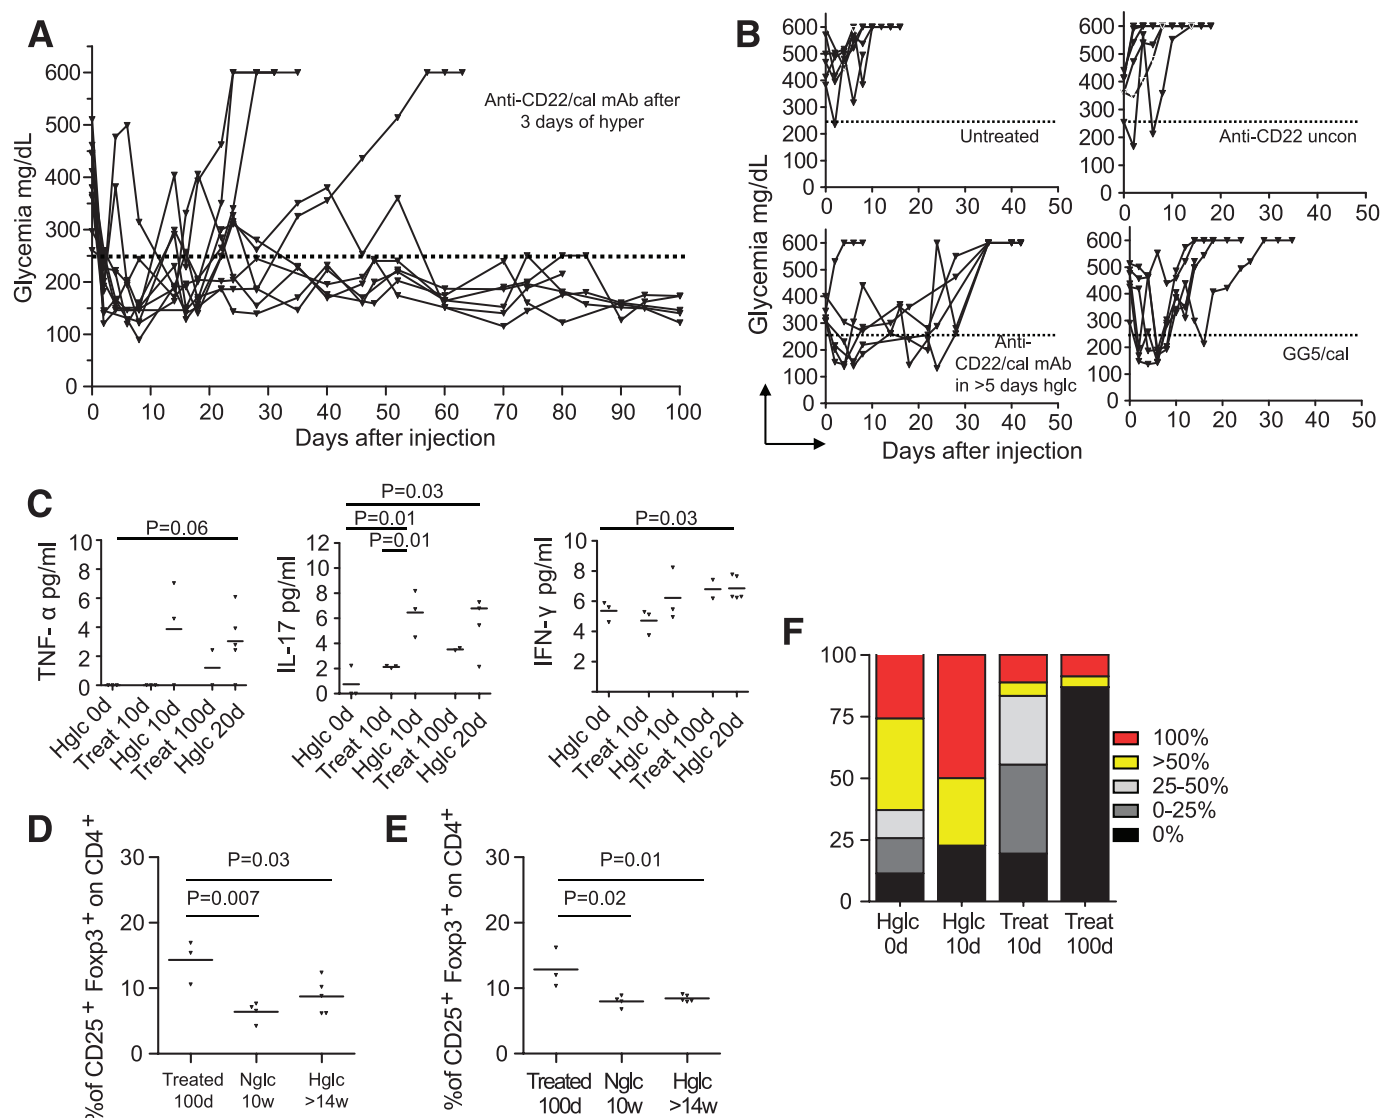 A
Glycemia mg/dL
600
500
400
300
200
100
0
Anti-CD22/cal mAb after
3 days of hyper
0 10 20 30 40 50 60 70 80 90 100
Days after injection
B
Glycemia mg/dL
600
500
400
300
200
100
0
Untreated
0 10 20 30 40 50
600
500
400
300
200
100
0
Anti-CD22 uncon
0 10 20 30 40 50
600
500
400
300
200
100
0
Anti-
CD22/cal mAb
in >5 days hglc
0 10 20 30 40 50
600
500
400
300
200
100
0
GG5/cal
0 10 20 30 40 50
Days after injection
C
P=0.06
TNF- α pg/ml
10
8
6
4
2
0
Hglc 0d
Treat 10d
Hglc 10d
Treat 100d
Hglc 20d
P=0.03
P=0.01
P=0.01
IL-17 pg/ml
12
10
8
6
4
2
0
Hglc 0d
Treat 10d
Hglc 10d
Treat 100d
Hglc 20d
P=0.03
IFN-γ pg/ml
10
8
6
4
2
Hglc 0d
Treat 10d
Hglc 10d
Treat 100d
Hglc 20d
D
%of CD25+ Foxp3+ on CD4+
30
20
10
0
P=0.03
P=0.007
Treated Nglc Hglc
100d 10w >14w
E
%of CD25+ Foxp3+ on CD4+
30
20
10
0
P=0.01
P=0.02
Treated Nglc Hglc
100d 10w >14w
F
100
75
50
25
0
Hglc Hglc Treat Treat
0d 10d 10d 100d
100%
>50%
25-50%
0-25%
0%